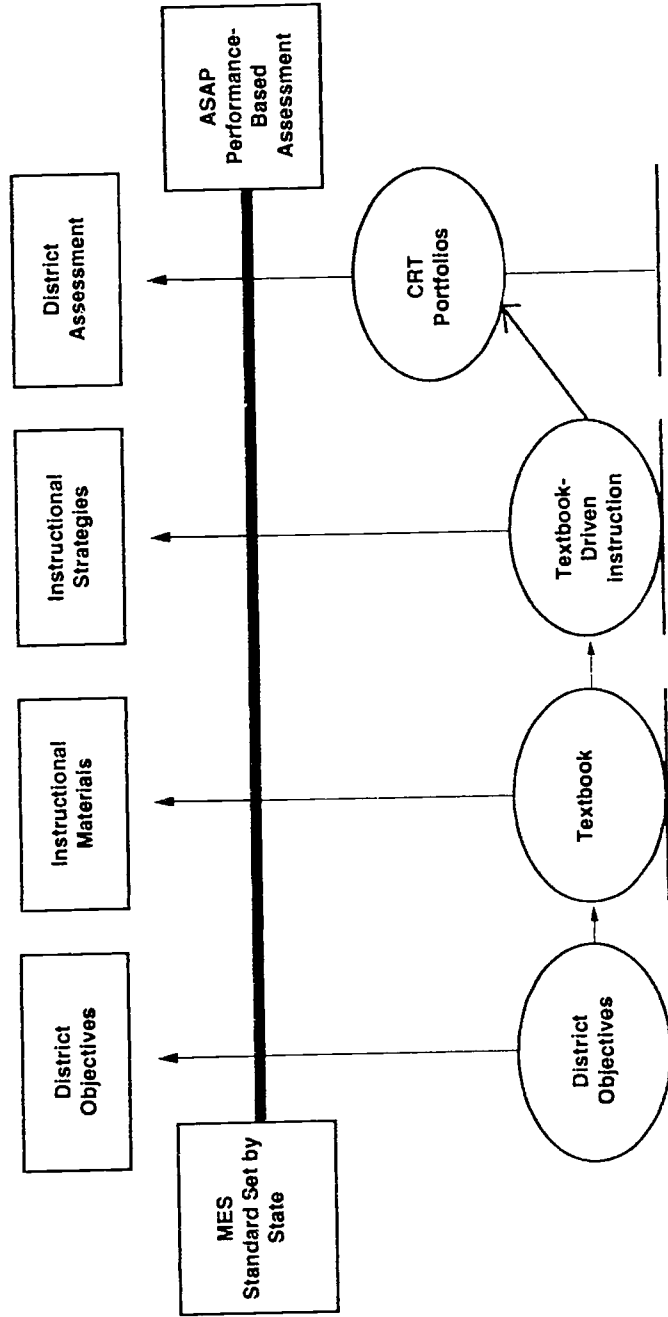 District
Objectives
Instructional
Materials
Instructional
Strategies
District
Assessment
MES
Standard Set by
State
ASAP
Performance-
Based
Assessment
District
Objectives
Textbook
Textbook-
Driven
instruction
CRT
Portfolios